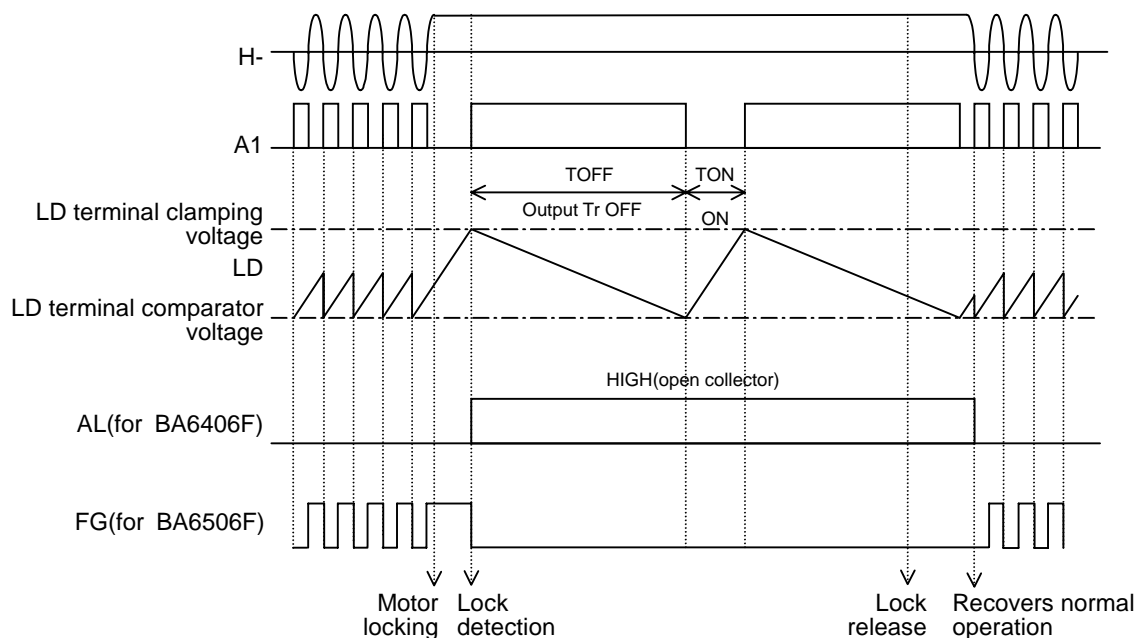 H-
A1
TOFF
TON
LD terminal clamping
voltage
Output Tr OFF
ON
LD
LD terminal comparator
voltage
HIGH(open collector)
AL(for BA6406F)
FG(for BA6506F)
Motor
locking
Lock
detection
Lock
release
Recovers normal
operation